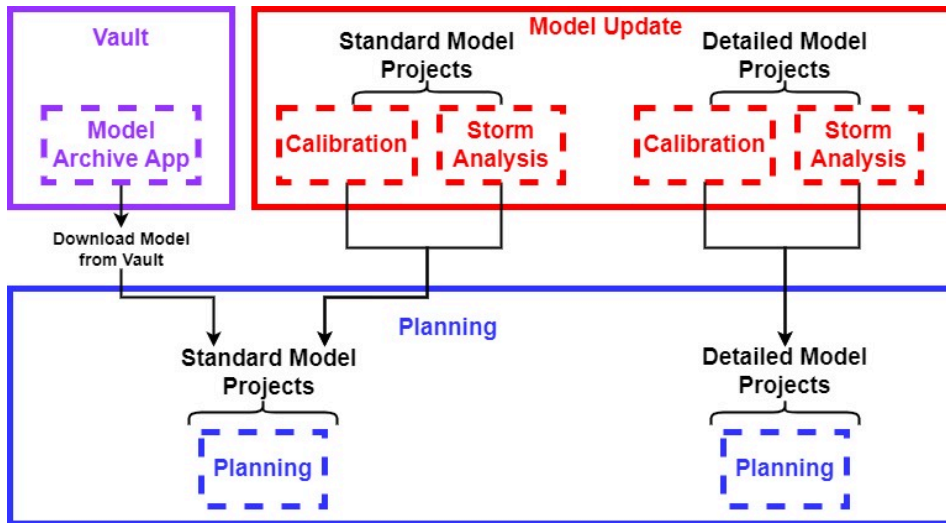 Vault
Model
Archive App
Download Model
from Vault
Model Update
Standard Model
Projects
Calibration
Storm
Analysis
Detailed Model
Projects
Calibration
Storm
Analysis
Planning
Standard Model
Projects
Planning
Detailed Model
Projects
Planning